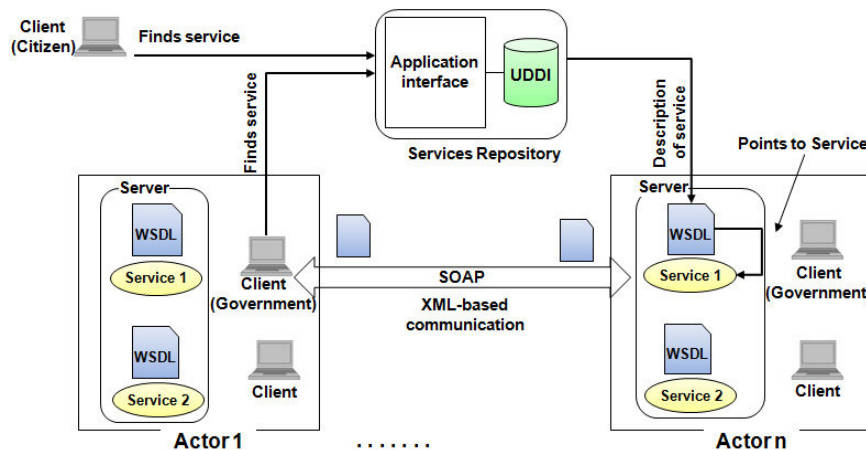 Client
(Citizen)
Finds service
Application
interface
UDDI
Services Repository
Finds service
Description
of service
Points to Service
Server
WSDL
Service 1
Client
(Government)
WSDL
Service 2
Client
Actor 1
SOAP
XML-based
communication
. . . . . . .
Server
WSDL
Service 1
Client
(Government)
WSDL
Service 2
Client
Actor n